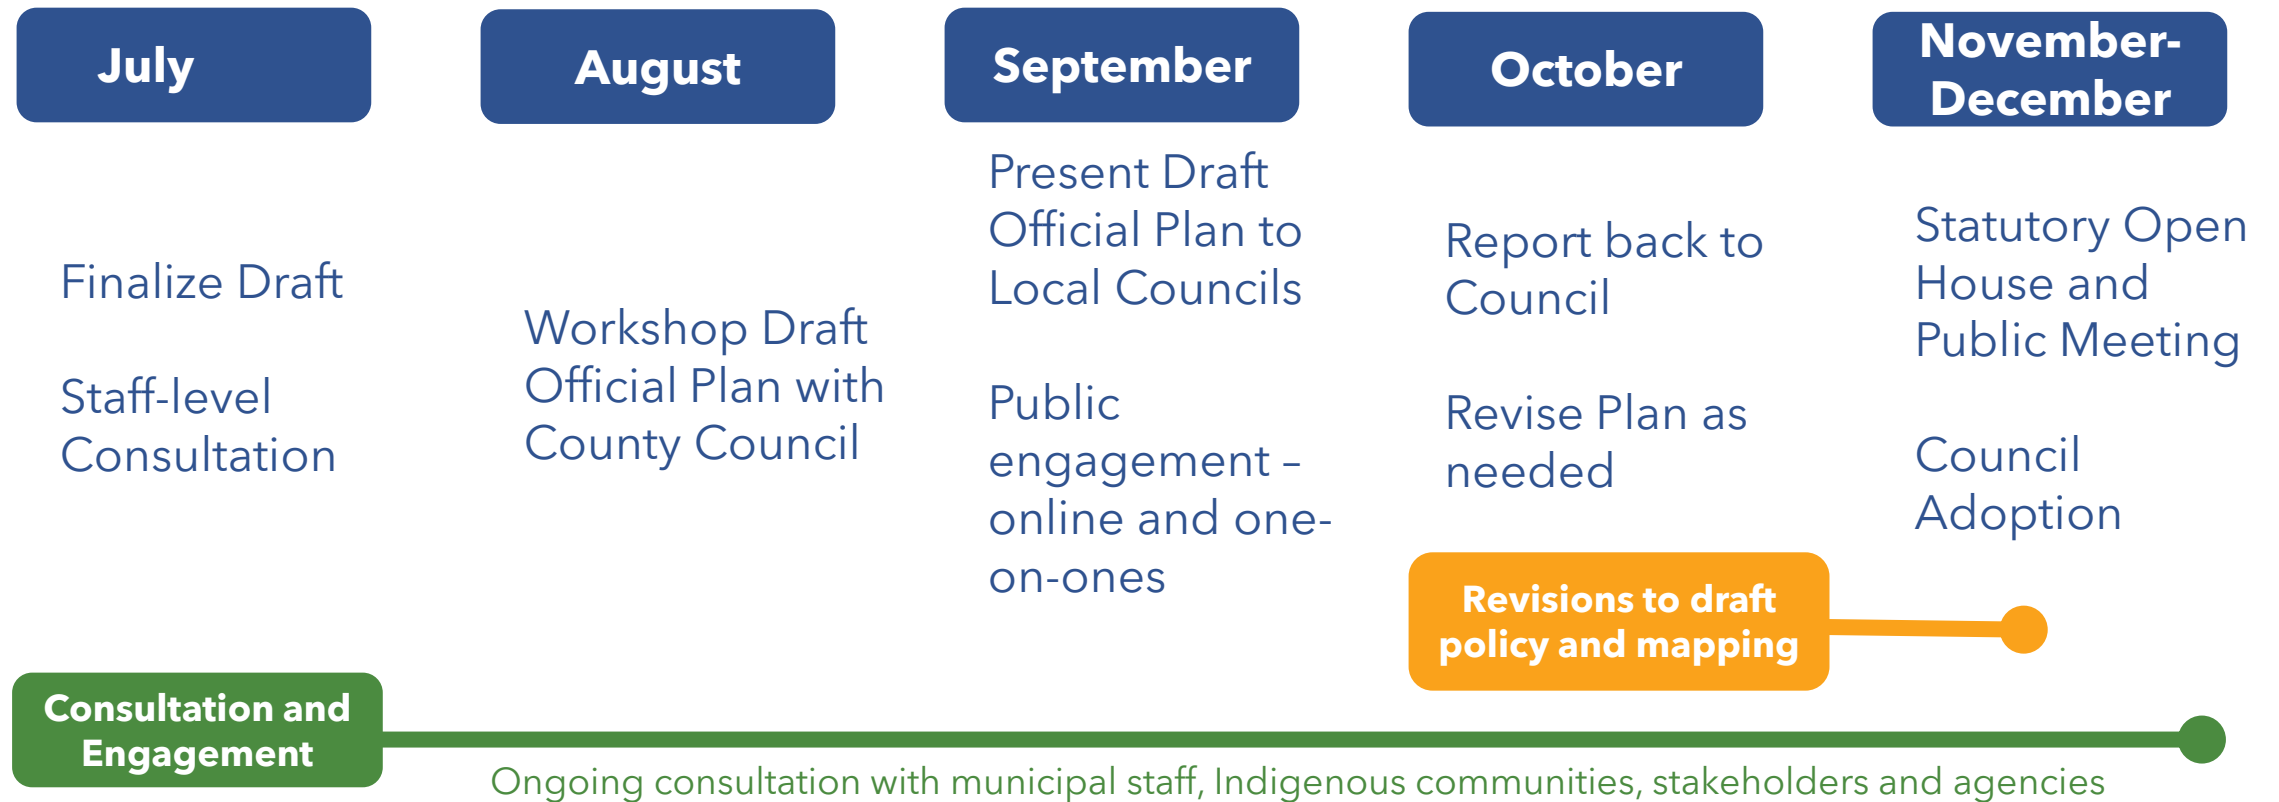 July
Finalize Draft
Staff-level
Consultation
August
Workshop Draft
Official Plan with
County Council
September
Present Draft
Official Plan to
Local Councils
Public
engagement –
online and one-
on-ones
October
Report back to
Council
Revise Plan as
needed
November-
December
Statutory Open
House and
Public Meeting
Council
Adoption
Revisions to draft
policy and mapping
Consultation and
Engagement
Ongoing consultation with municipal staff, Indigenous communities, stakeholders and agencies